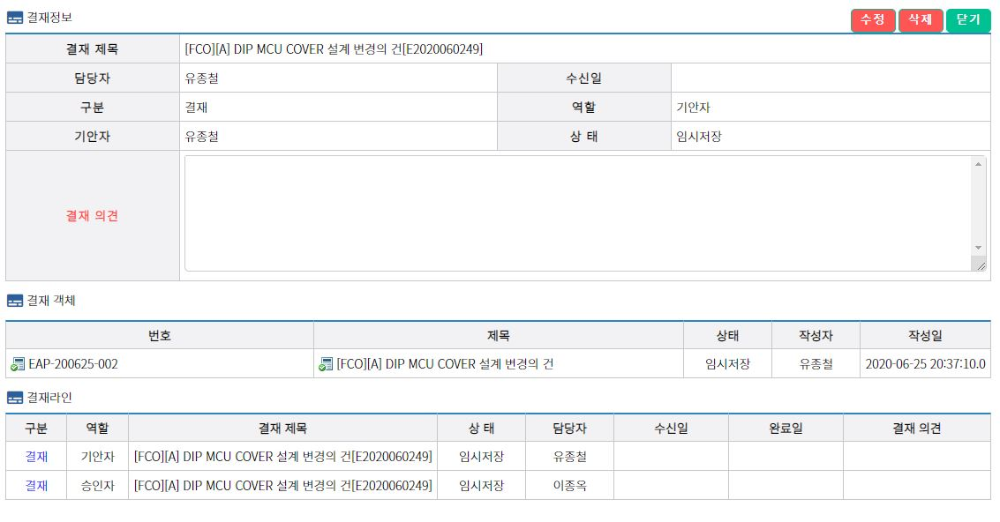 결재정보
수정 삭제 닫기
결재 제목 [FCO][A] DIP MCU COVER 설계 변경의 건[E2020060249]
담당자 유종철 수신일
구분 결재 역할 기안자
기안자 유종철 상 태 임시저장
결재 의견
결재 객체
번호 제목 상태 작성자 작성일
EAP-200625-002 [FCO][A] DIP MCU COVER 설계 변경의 건 임시저장 유종철 2020-06-25 20:37:10.0
결재라인
구분 역할 결재 제목 상 태 담당자 수신일 완료일 결재 의견
결재 기안자 [FCO][A] DIP MCU COVER 설계 변경의 건[E2020060249] 임시저장 유종철
결재 승인자 [FCO][A] DIP MCU COVER 설계 변경의 건[E2020060249] 임시저장 이종옥